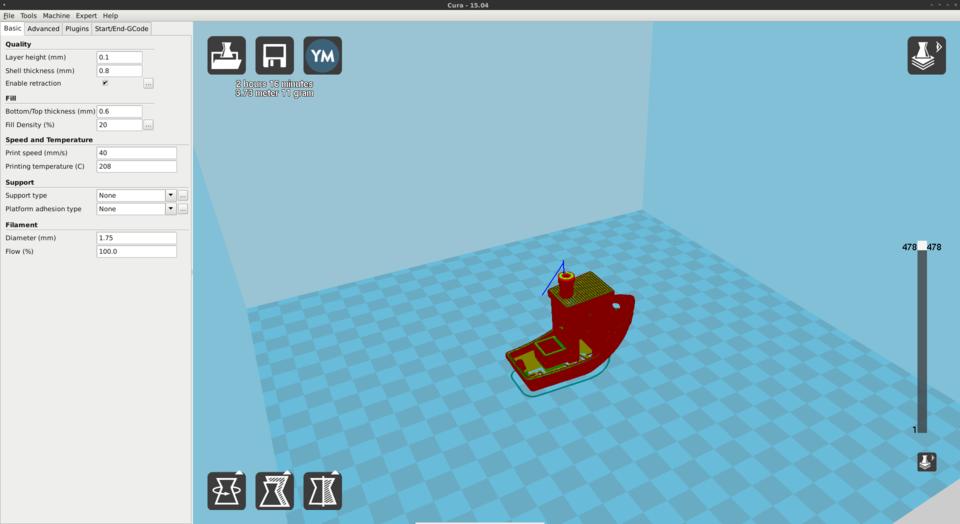 Cura - 15.04
File Tools Machine Expert Help
Basic Advanced Plugins Start/End-GCode
Quality
Layer height (mm) 0.1
Shell thickness (mm) 0.8
Enable retraction ...
Fill
Bottom/Top thickness (mm) 0.6
Fill Density (%) 20 ...
Speed and Temperature
Print speed (mm/s) 40
Printing temperature (C) 208
Support
Support type None ...
Platform adhesion type None ...
Filament
Diameter (mm) 1.75
Flow (%) 100.0
YM
2 hours 16 minutes
3.73 meter 11 gram
478 478
1